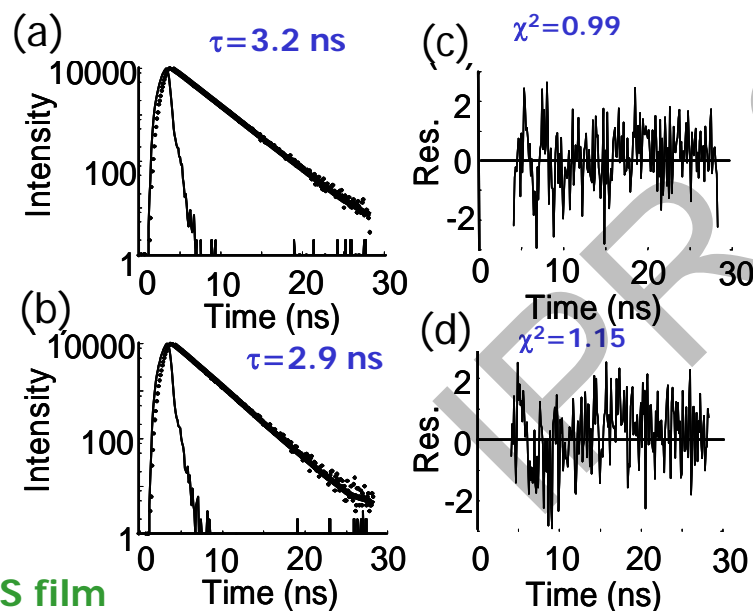 (a)
τ=3.2 ns
10000
100
1
Intensity
0 10 20 30
Time (ns)
(c)
χ²=0.99
2
0
-2
Res.
0 10 20 30
Time (ns)
(b)
τ=2.9 ns
10000
100
1
Intensity
0 10 20 30
Time (ns)
(d)
χ²=1.15
2
0
-2
Res.
0 10 20 30
Time (ns)
S film
IPR